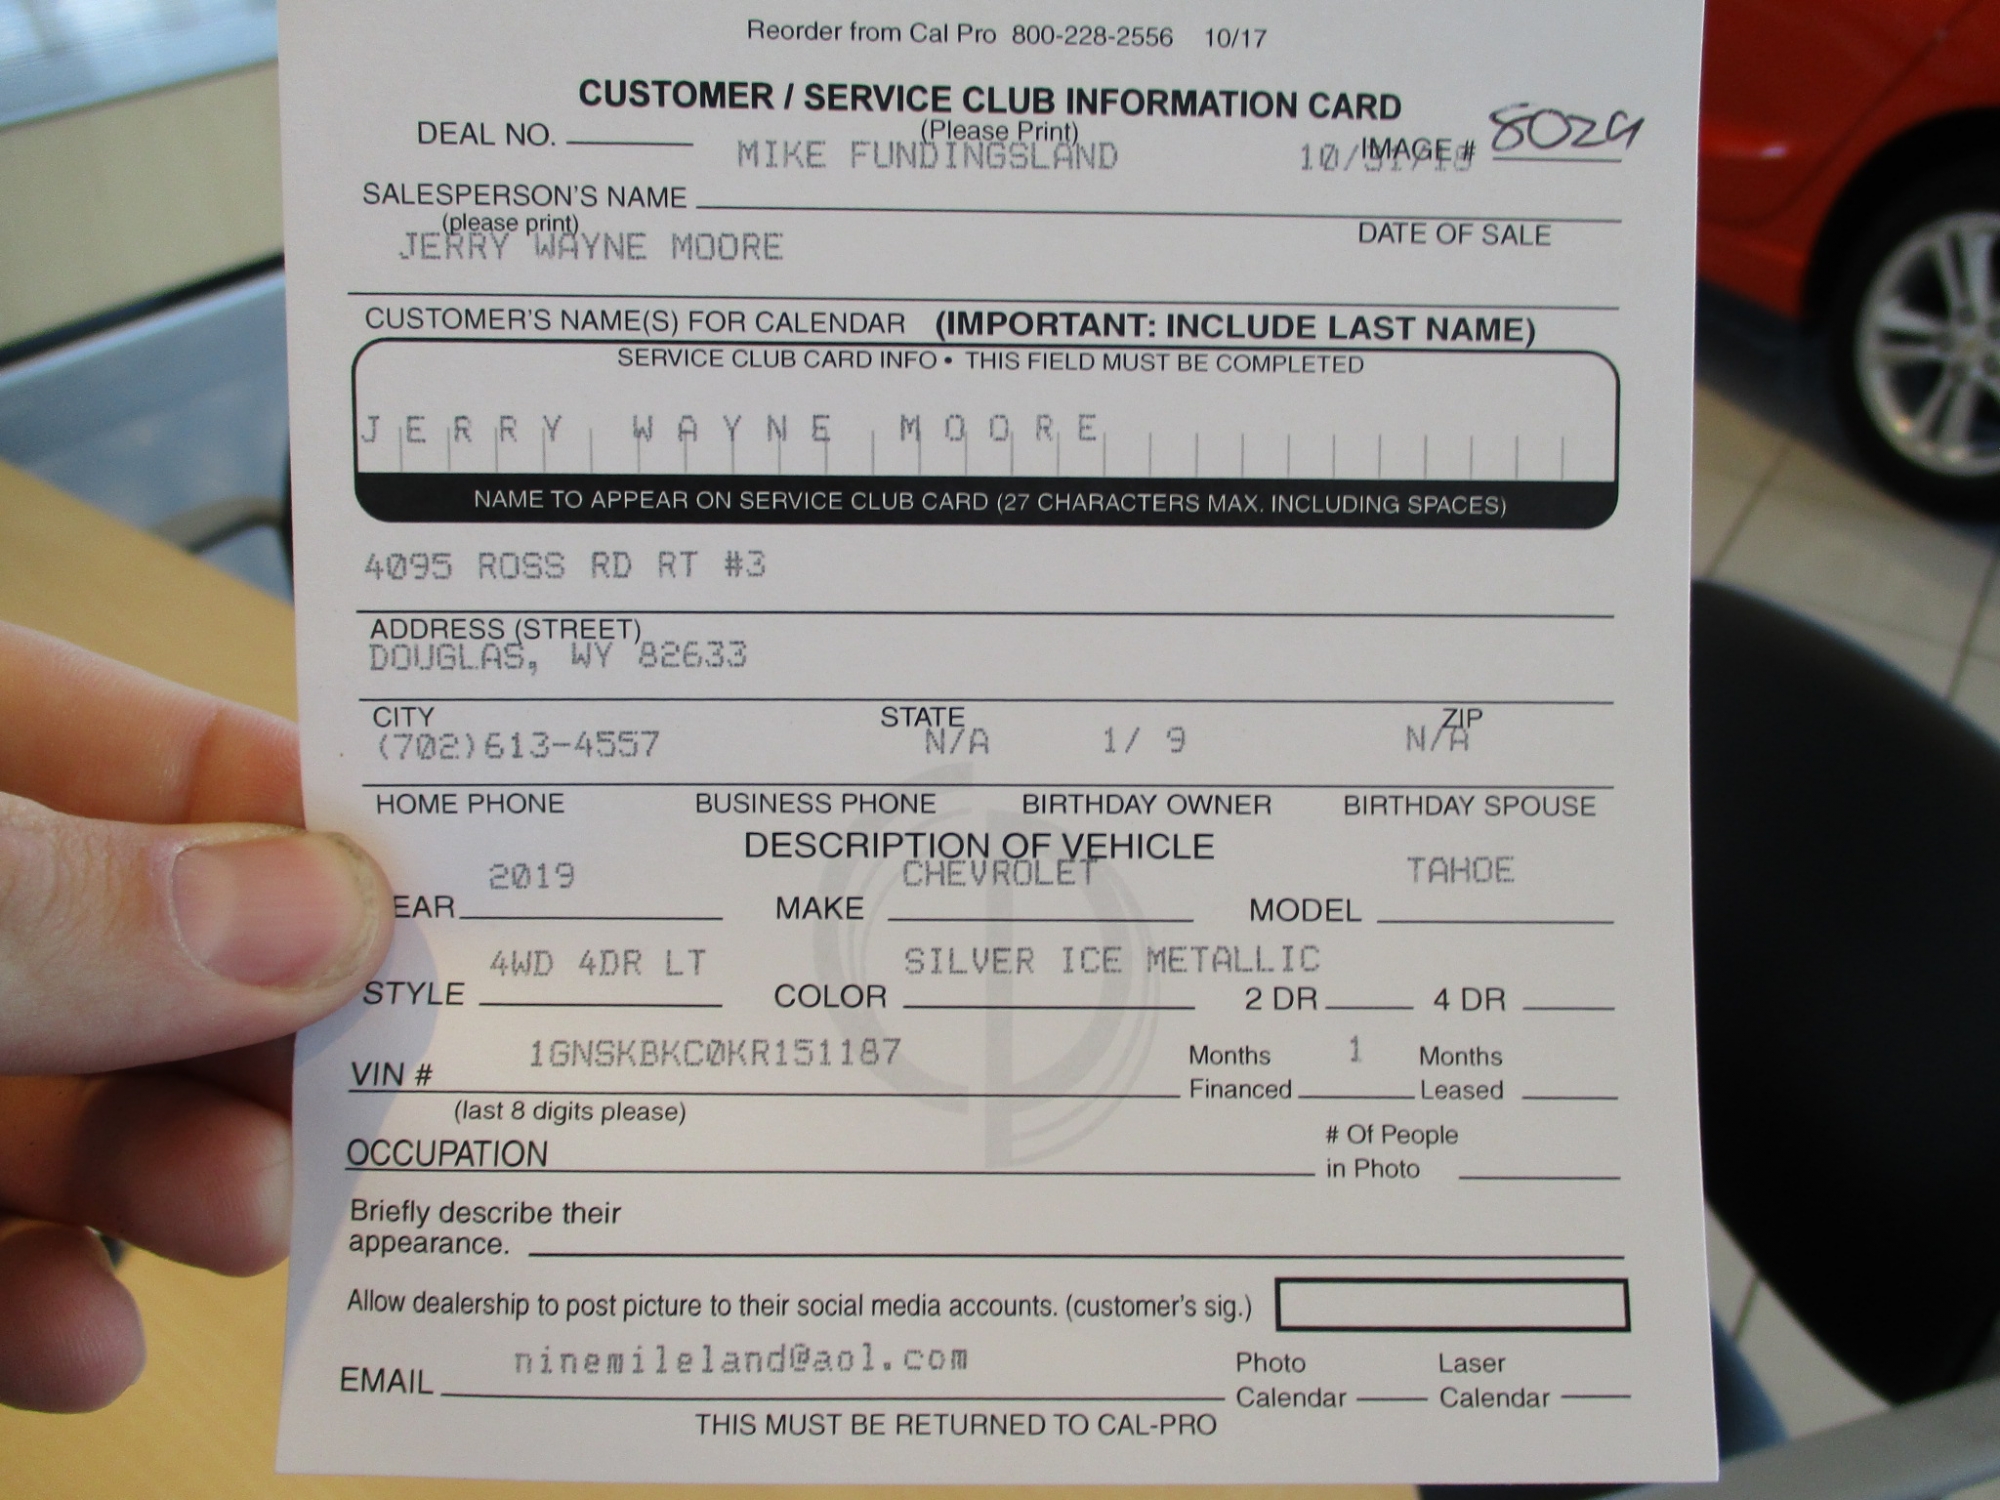 Reorder from Cal Pro 800-228-2556 10/17
CUSTOMER / SERVICE CLUB INFORMATION CARD
(Please Print)
DEAL NO. IMAGE # 8029
MIKE FUNDINGSLAND
SALESPERSON'S NAME
(please print) DATE OF SALE
JERRY WAYNE MOORE
CUSTOMER'S NAME(S) FOR CALENDAR (IMPORTANT: INCLUDE LAST NAME)
SERVICE CLUB CARD INFO • THIS FIELD MUST BE COMPLETED
JERRY WAYNE MOORE
NAME TO APPEAR ON SERVICE CLUB CARD (27 CHARACTERS MAX. INCLUDING SPACES)
4095 ROSS RD RT #3
ADDRESS (STREET)
DOUGLAS, WY 82633
CITY STATE ZIP
(702)613-4557 N/A 1/ 9 N/A
HOME PHONE BUSINESS PHONE BIRTHDAY OWNER BIRTHDAY SPOUSE
DESCRIPTION OF VEHICLE
2019 CHEVROLET TAHOE
EAR MAKE MODEL
4WD 4DR LT SILVER ICE METALLIC
STYLE COLOR 2 DR 4 DR
1GNSKBKC0KR151187 Months 1 Months
VIN # Financed Leased
(last 8 digits please)
# Of People
OCCUPATION in Photo
Briefly describe their
appearance.
Allow dealership to post picture to their social media accounts. (customer's sig.)
ninemileland@aol.com Photo Laser
EMAIL Calendar Calendar
THIS MUST BE RETURNED TO CAL-PRO